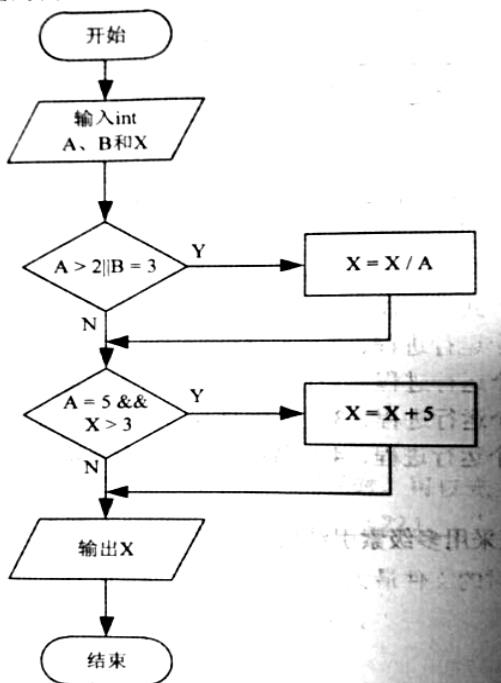 开始
输入int
A、B和X
A > 2||B = 3
Y
X = X / A
N
A = 5 &&
X > 3
Y
X = X + 5
N
输出X
结束